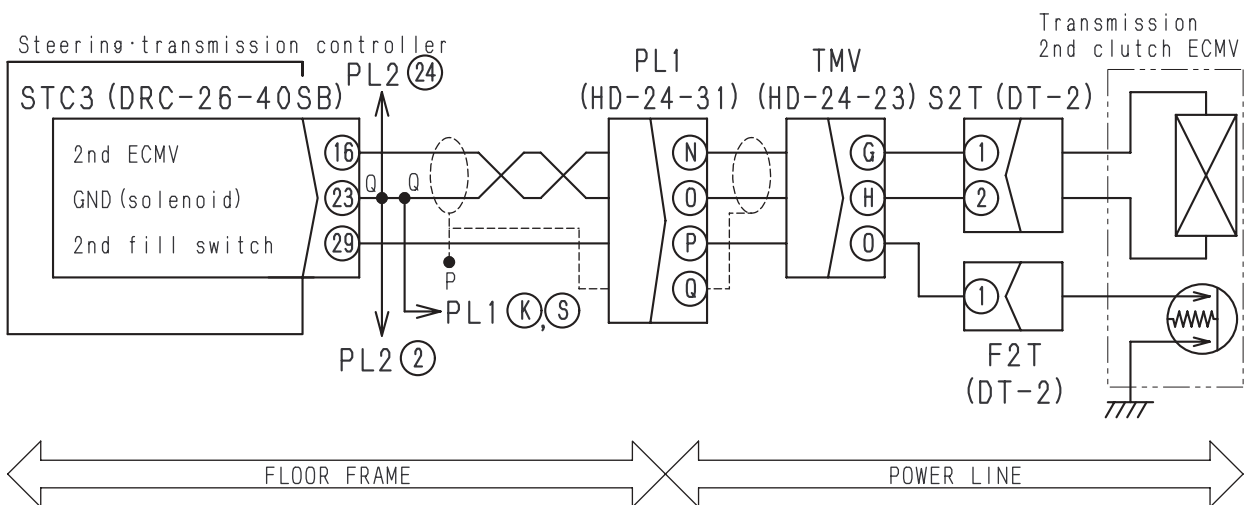 Steering·transmission controller
STC3 (DRC-26-40SB)
2nd ECMV
GND (solenoid)
2nd fill switch
16
23
29
PL2 24
Q
Q
P
PL1 K, S
PL2 2
PL1
(HD-24-31)
N
O
P
Q
TMV
(HD-24-23)
G
H
O
S2T (DT-2)
1
2
1
F2T
(DT-2)
Transmission
2nd clutch ECMV
FLOOR FRAME
POWER LINE